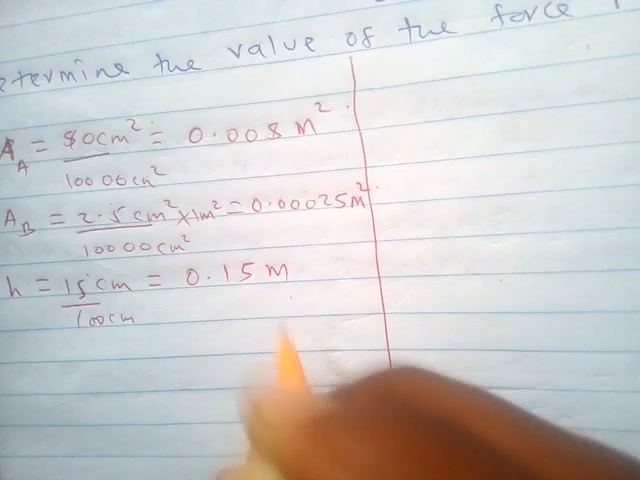 etermine the value of the force
A_A = 80cm² = 0.008 m²
10000cm²
A_B = 2.5cm² x 1m² = 0.00025m²
10000cm²
h = 15cm = 0.15 m
100cm